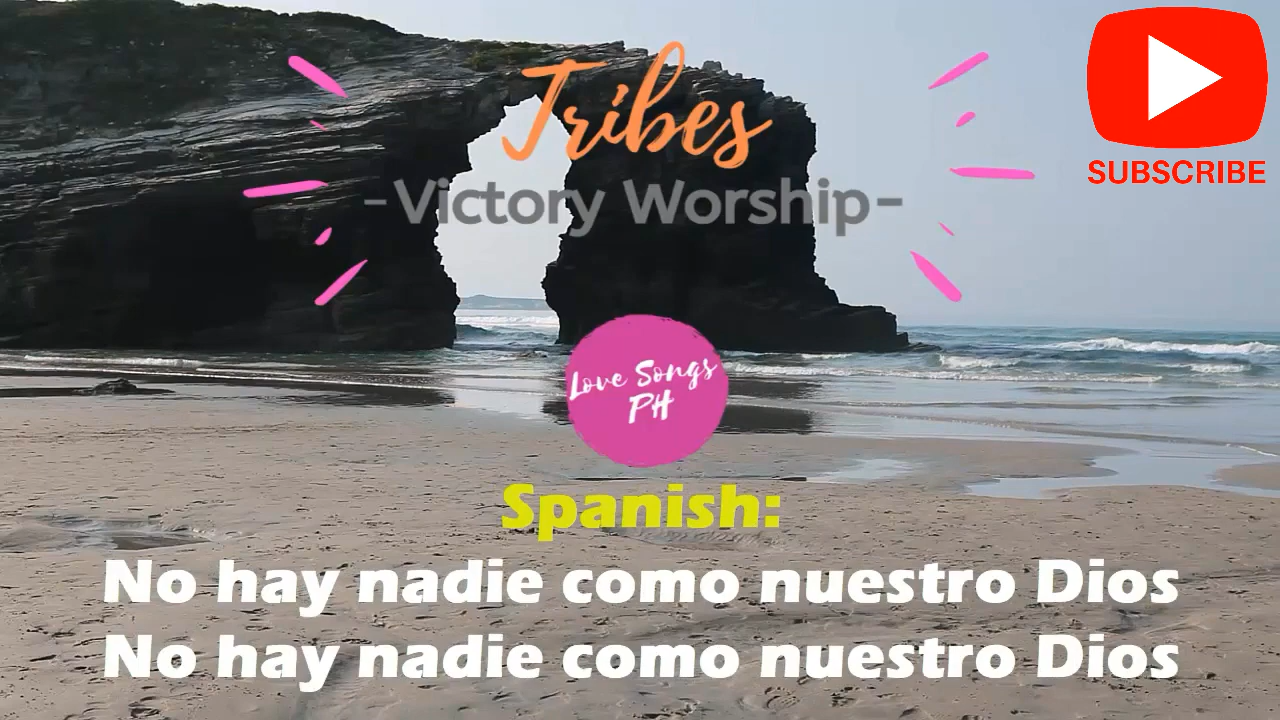 Tribes
-Victory Worship-
SUBSCRIBE
Love Songs
PH
Spanish:
No hay nadie como nuestro Dios
No hay nadie como nuestro Dios